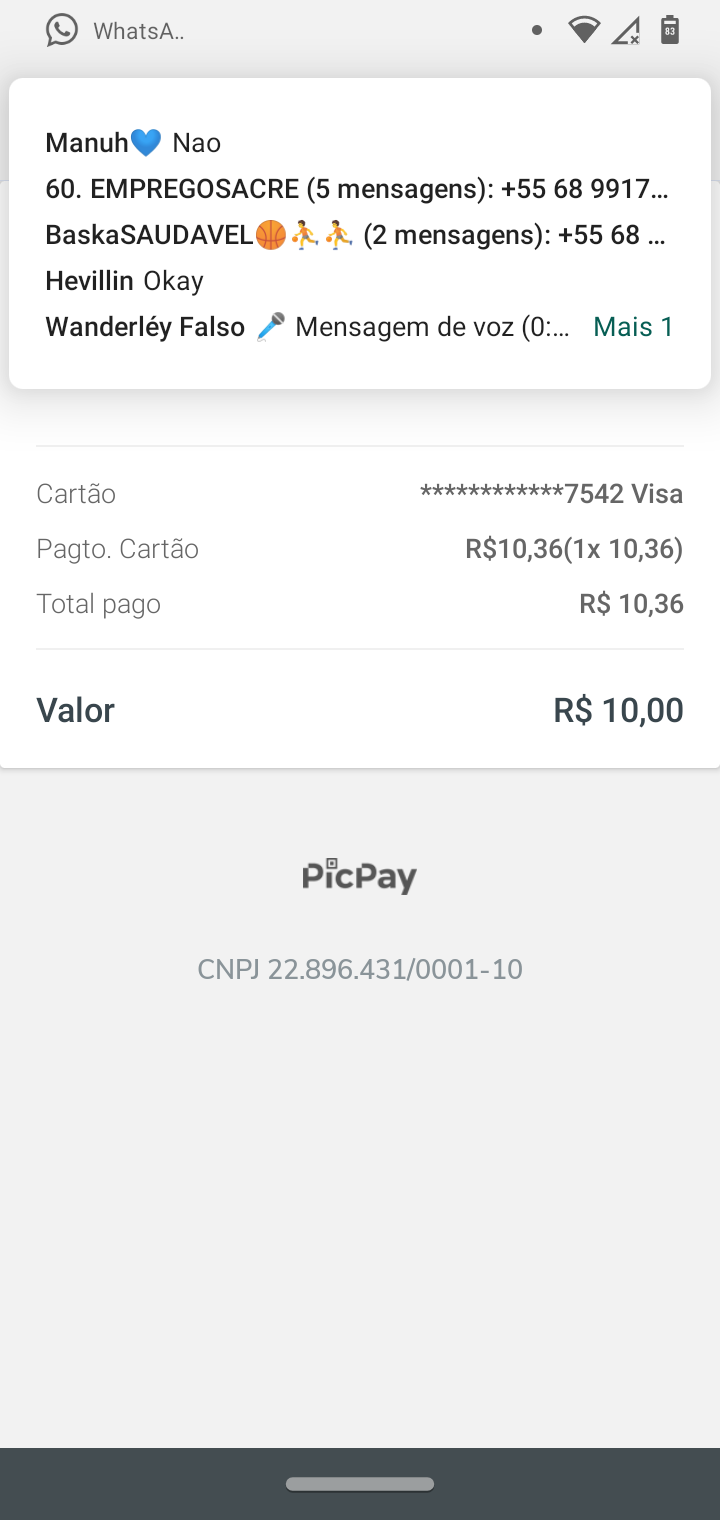 WhatsA..
83
Manuh💙 Nao
60. EMPREGOSACRE (5 mensagens): +55 68 9917...
BaskaSAUDAVEL🏀⛹️⛹️ (2 mensagens): +55 68 ...
Hevillin Okay
Wanderléy Falso 🎤 Mensagem de voz (0:... Mais 1
Cartão ************7542 Visa
Pagto. Cartão R$10,36(1x 10,36)
Total pago R$ 10,36
Valor R$ 10,00
PicPay
CNPJ 22.896.431/0001-10